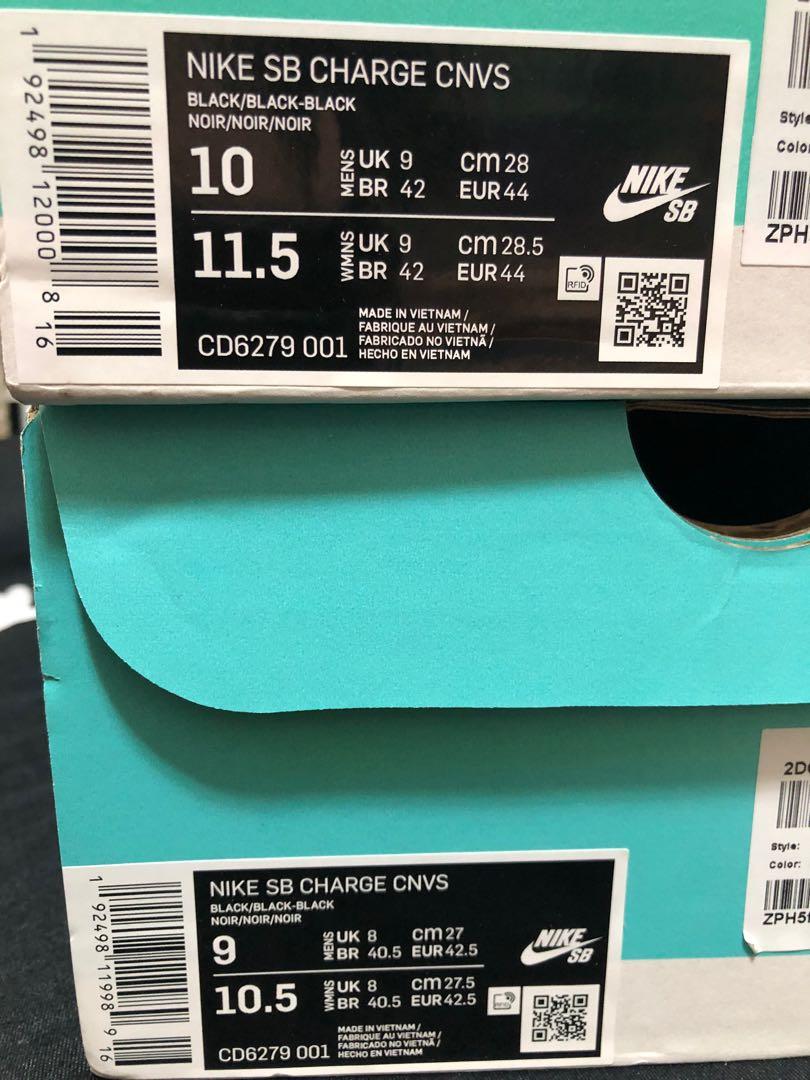 1 92498 12000 8 16
NIKE SB CHARGE CNVS
BLACK/BLACK-BLACK
NOIR/NOIR/NOIR
10 MENS UK 9 cm 28
BR 42 EUR 44
11.5 WMNS UK 9 cm 28.5
BR 42 EUR 44
NIKE
SB
RFID
CD6279 001
MADE IN VIETNAM /
FABRIQUE AU VIETNAM /
FABRICADO NO VIETNÃ /
HECHO EN VIETNAM
Style
Color
ZPH
1 92498 11998 9 16
NIKE SB CHARGE CNVS
BLACK/BLACK-BLACK
NOIR/NOIR/NOIR
9 MENS UK 8 cm 27
BR 40.5 EUR 42.5
10.5 WMNS UK 8 cm 27.5
BR 40.5 EUR 42.5
NIKE
SB
RFID
CD6279 001
MADE IN VIETNAM /
FABRIQUE AU VIETNAM /
FABRICADO NO VIETNÃ /
HECHO EN VIETNAM
Style:
Color: